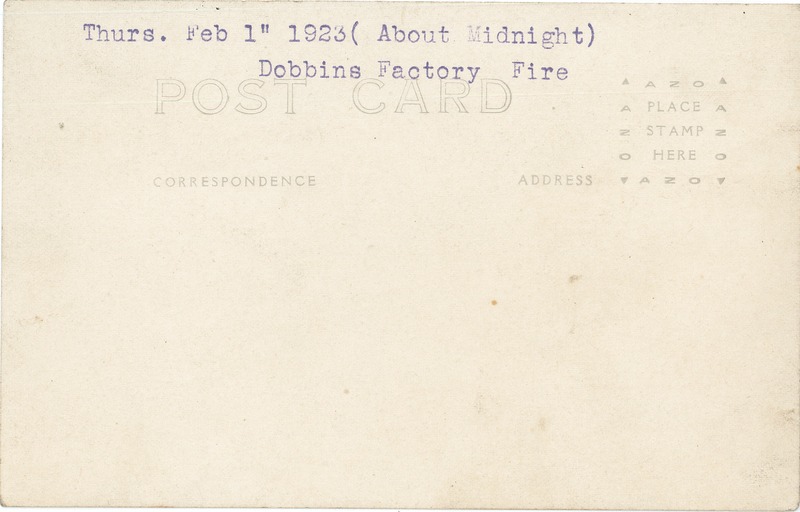 Thurs. Feb 1" 1923( About Midnight)
Dobbins Factory Fire
POST CARD
AZO
A PLACE A
Z STAMP Z
O HERE O
CORRESPONDENCE
ADDRESS
AZO